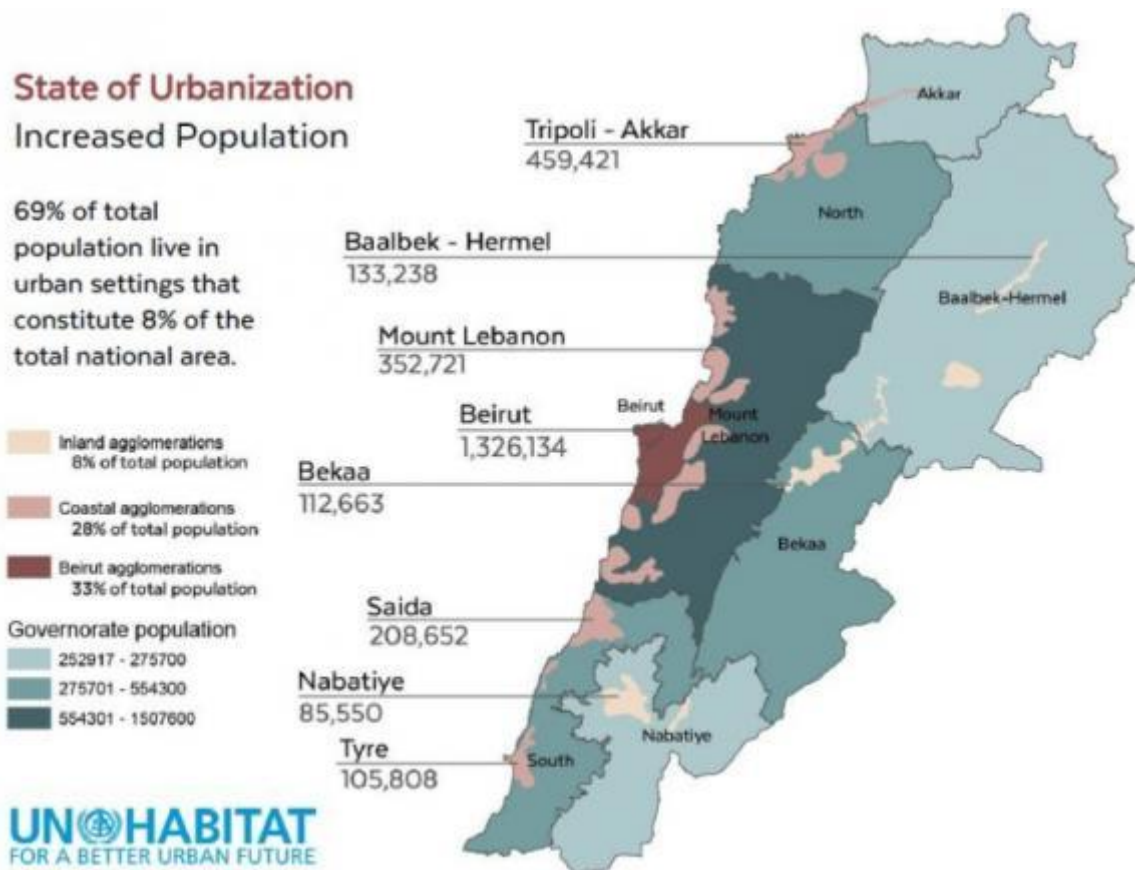 State of Urbanization
Increased Population
69% of total
population live in
urban settings that
constitute 8% of the
total national area.
Inland agglomerations
8% of total population
Coastal agglomerations
28% of total population
Beirut agglomerations
33% of total population
Governorate population
252917 - 275700
275701 - 554300
554301 - 1507600
Tripoli - Akkar
459,421
Baalbek - Hermel
133,238
Mount Lebanon
352,721
Beirut
1,326,134
Bekaa
112,663
Saida
208,652
Nabatiye
85,550
Tyre
105,808
Akkar
North
Baalbek-Hermel
Beirut
Mount
Lebanon
Bekaa
Nabatiye
South
UN HABITAT
FOR A BETTER URBAN FUTURE